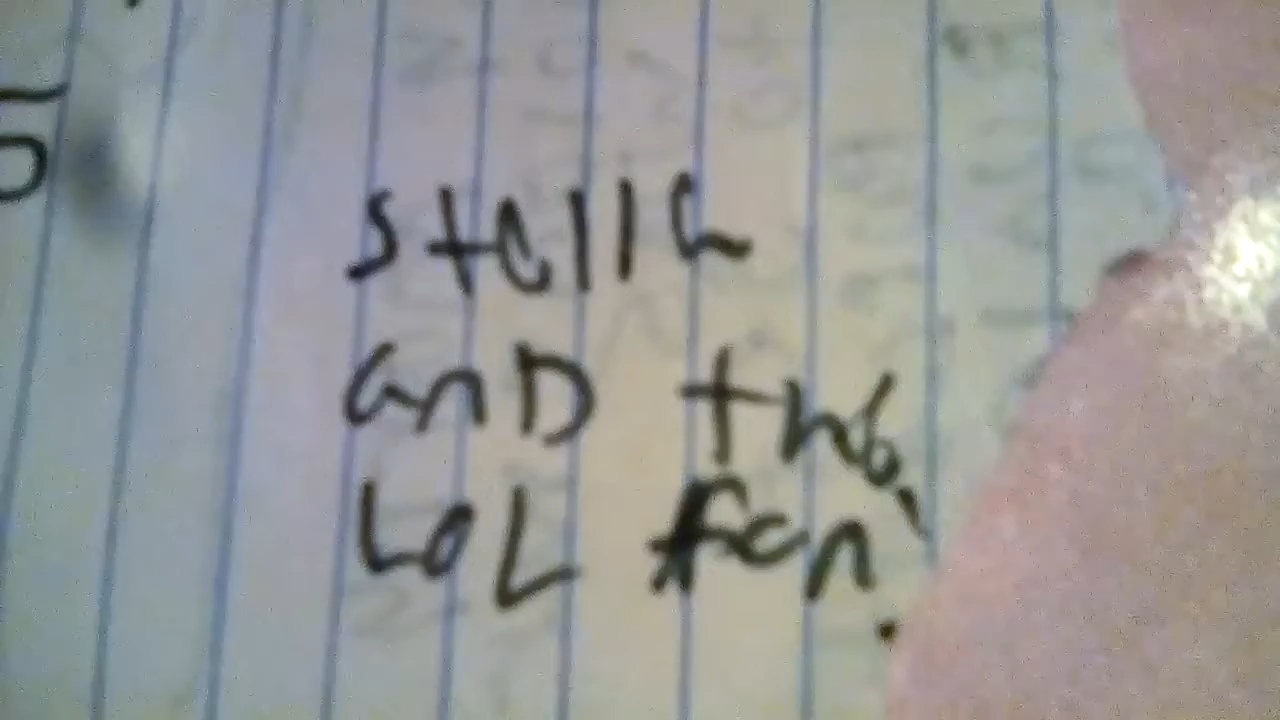 stella
anD the
LOL fan.